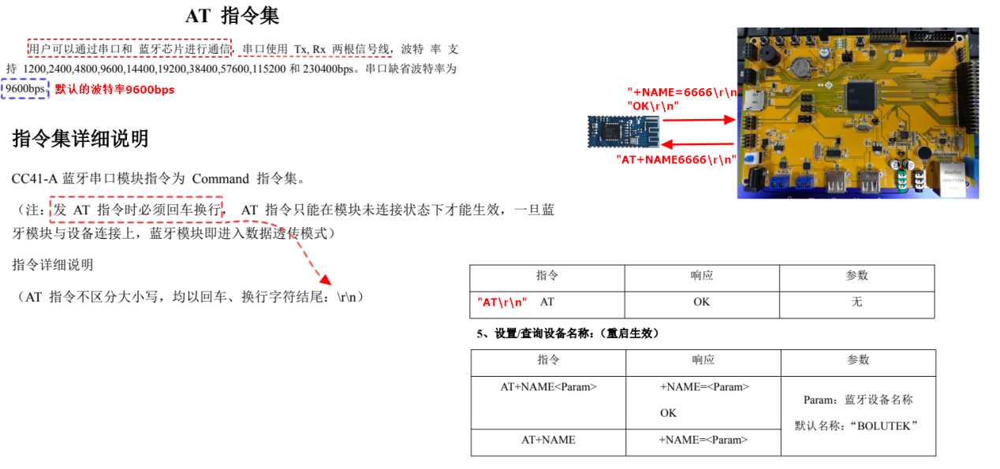 AT 指令集
用户可以通过串口和 蓝牙芯片进行通信，串口使用 Tx, Rx 两根信号线，波特 率 支
持 1200,2400,4800,9600,14400,19200,38400,57600,115200 和 230400bps。串口缺省波特率为
9600bps。 默认的波特率9600bps
指令集详细说明
CC41-A 蓝牙串口模块指令为 Command 指令集。
（注：发 AT 指令时必须回车换行， AT 指令只能在模块未连接状态下才能生效，一旦蓝
牙模块与设备连接上，蓝牙模块即进入数据透传模式）
指令详细说明
（AT 指令不区分大小写，均以回车、换行字符结尾：\r\n）
"+NAME=6666\r\n
"OK\r\n"
"AT+NAME6666\r\n"
指令 响应 参数
"AT\r\n" AT OK 无
5、设置/查询设备名称：（重启生效）
指令 响应 参数
AT+NAME<Param> +NAME=<Param>
OK
Param：蓝牙设备名称
默认名称：“BOLUTEK”
AT+NAME +NAME=<Param>